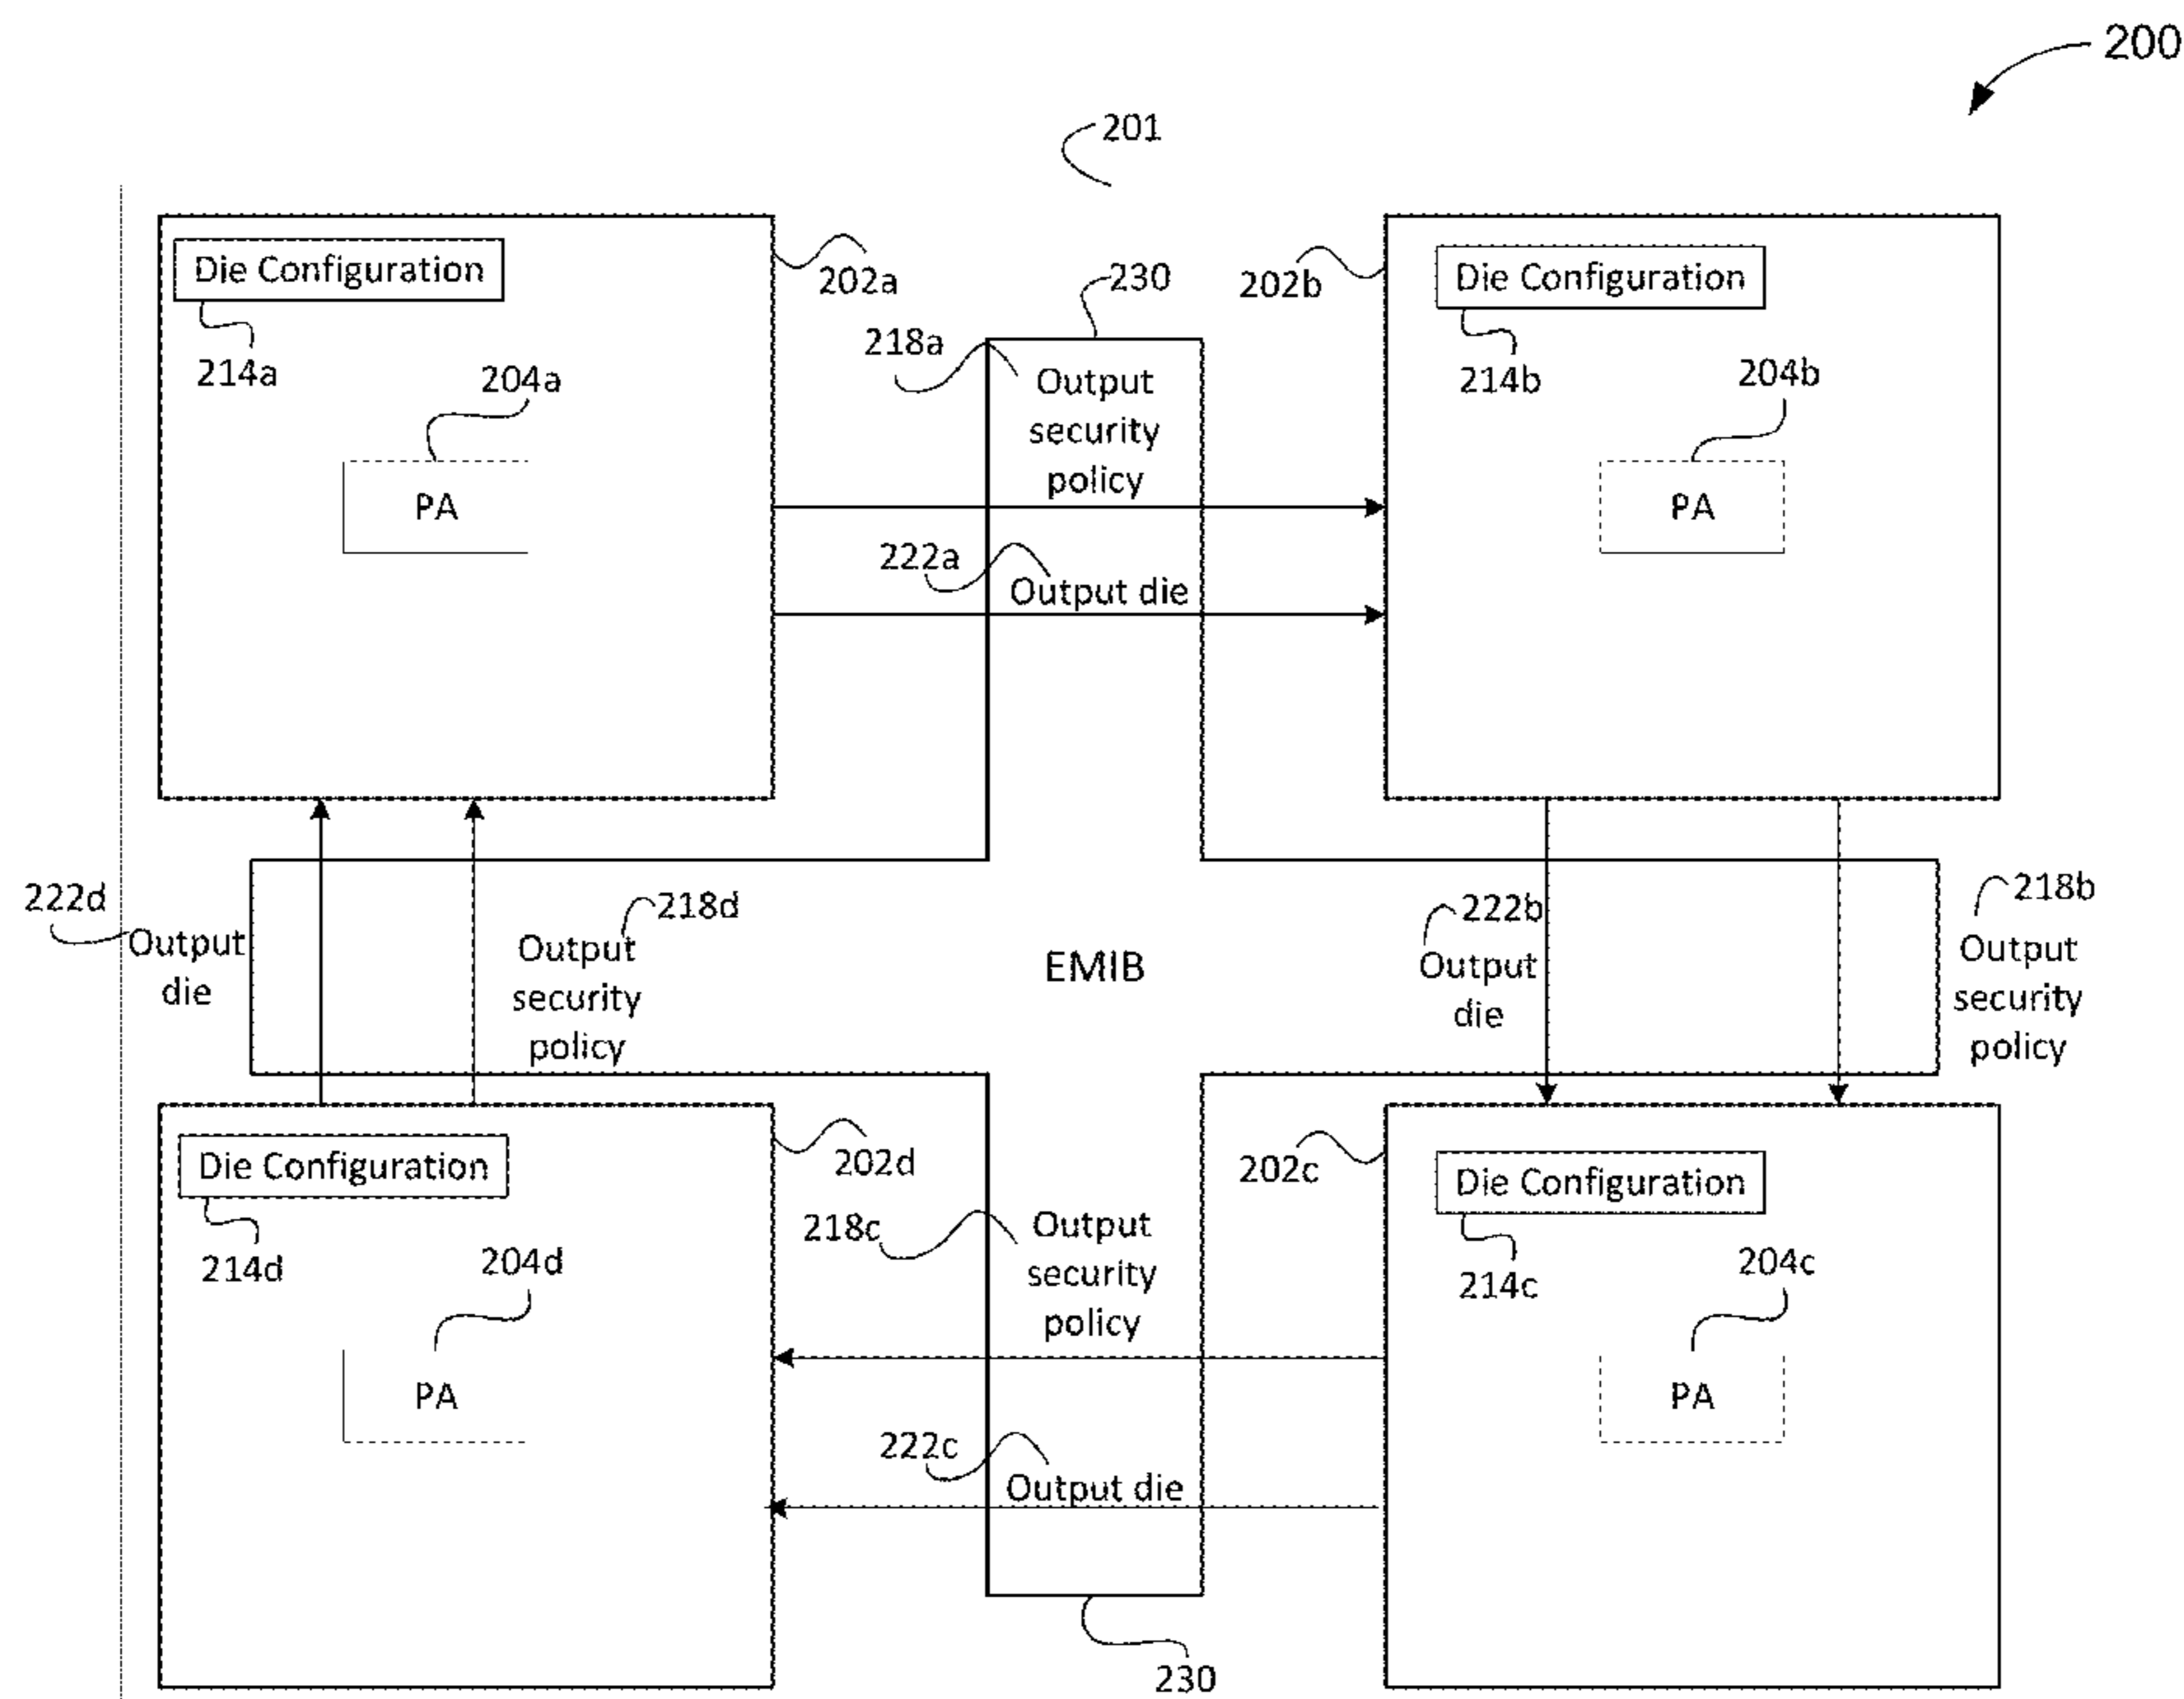 200
201
Die Configuration
202a
214a
204a
PA
230
218a
Output
security
policy
222a
Output die
202b
Die Configuration
214b
204b
PA
222d
Output
die
218d
Output
security
policy
EMIB
222b
Output
die
218b
Output
security
policy
Die Configuration
202d
214d
204d
PA
218c
Output
security
policy
222c
Output die
230
202c
Die Configuration
214c
204c
PA